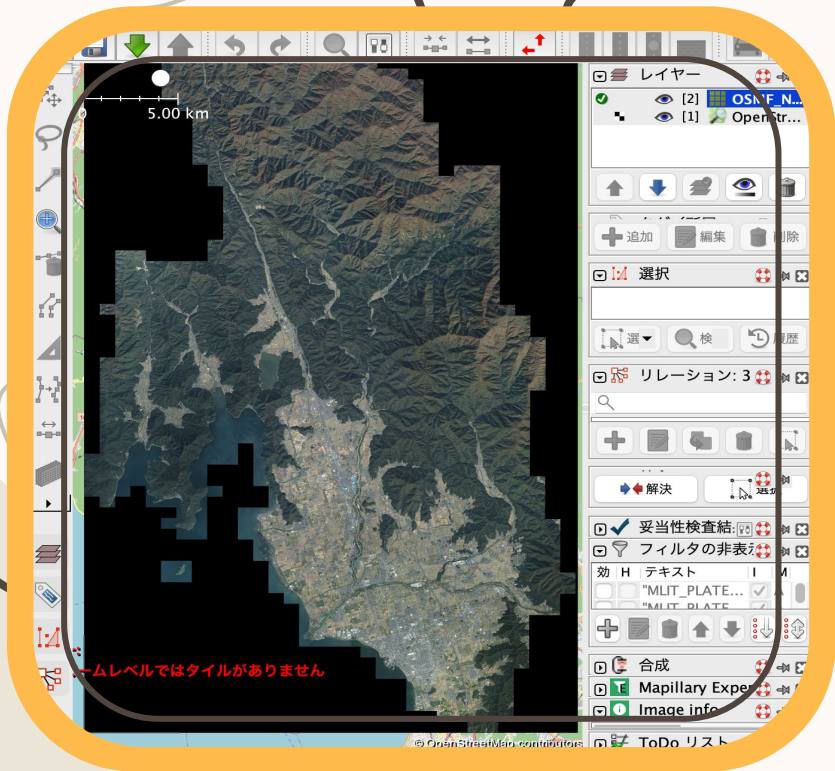 レイヤー
0
5.00 km
[2] OSMF_N...
[1] OpenStr...
追加
編集
削除
選択
選
検
履歴
リレーション: 3
解決
妥当性検査結
フィルタの非表
効 H テキスト I M
"MLIT_PLATE...
"MLIT_PLATE
ームレベルではタイルがありません
合成
Mapillary Expe
Image info
© OpenStreetMap contributors
ToDo リスト